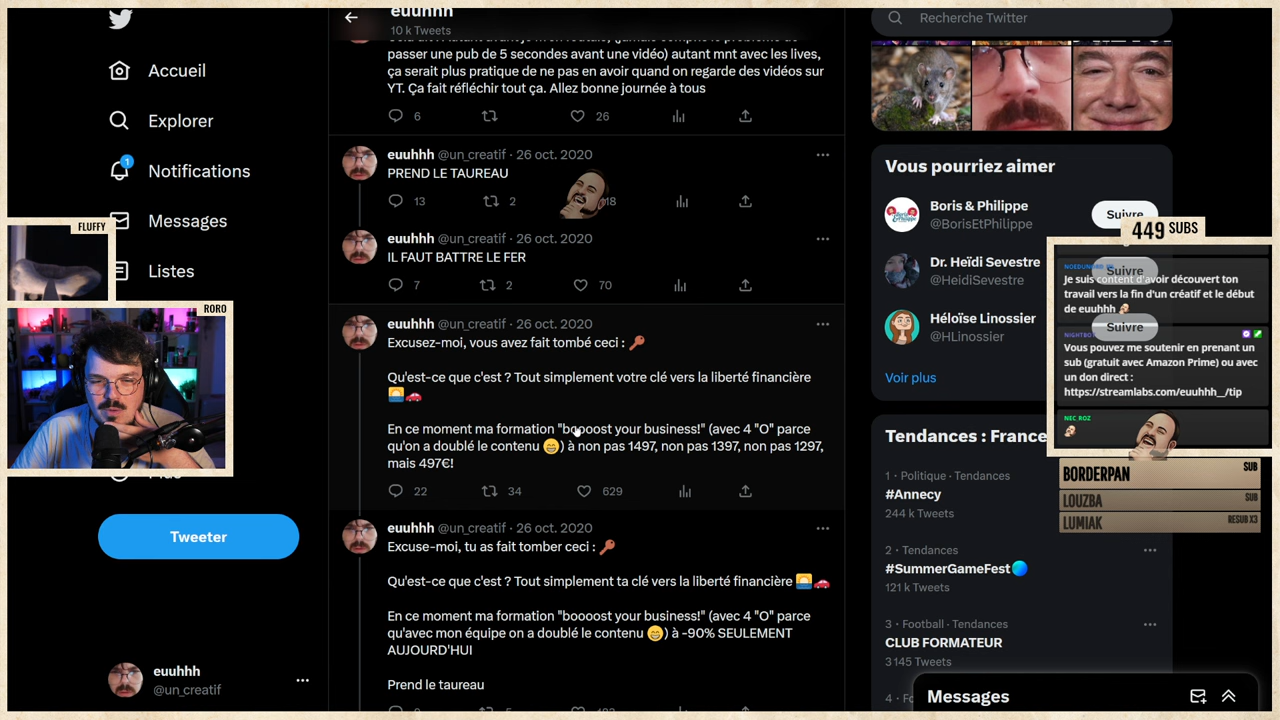 euuhhh
10 k Tweets
passer une pub de 5 secondes avant une vidéo) autant mnt avec les lives,
ça serait plus pratique de ne pas en avoir quand on regarde des vidéos sur
YT. Ça fait réfléchir tout ça. Allez bonne journée à tous
6
26
euuhhh @un_creatif · 26 oct. 2020
PREND LE TAUREAU
13
2
18
euuhhh @un_creatif · 26 oct. 2020
IL FAUT BATTRE LE FER
7
2
70
euuhhh @un_creatif · 26 oct. 2020
Excusez-moi, vous avez fait tombé ceci : 🔑
Qu'est-ce que c'est ? Tout simplement votre clé vers la liberté financière
🌅🚗
En ce moment ma formation "boooost your business!" (avec 4 "O" parce
qu'on a doublé le contenu 😁) à non pas 1497, non pas 1397, non pas 1297,
mais 497€!
22
34
629
euuhhh @un_creatif · 26 oct. 2020
Excuse-moi, tu as fait tomber ceci : 🔑
Qu'est-ce que c'est ? Tout simplement ta clé vers la liberté financière 🌅🚗
En ce moment ma formation "boooost your business!" (avec 4 "O" parce
qu'avec mon équipe on a doublé le contenu 😁) à -90% SEULEMENT
AUJOURD'HUI
Prend le taureau
Accueil
Explorer
1
Notifications
Messages
Listes
Plus
Tweeter
euuhhh
@un_creatif
FLUFFY
RORO
Recherche Twitter
Vous pourriez aimer
Boris & Philippe
@BorisEtPhilippe
Suivre
Dr. Heïdi Sevestre
@HeidiSevestre
Suivre
Héloïse Linossier
@HLinossier
Suivre
Voir plus
Tendances : France
1 · Politique · Tendances
#Annecy
244 k Tweets
2 · Tendances
#SummerGameFest
121 k Tweets
3 · Football · Tendances
CLUB FORMATEUR
3 145 Tweets
Messages
449 SUBS
Je suis content d'avoir découvert ton
travail vers la fin d'un créatif et le début
de euuhhh
NIGHTBOT
Vous pouvez me soutenir en prenant un
sub (gratuit avec Amazon Prime) ou avec
un don direct :
https://streamlabs.com/euuhhh__/tip
NEC ROZ
BORDERPAN SUB
LOUZBA SUB
LUMIAK RESUB X3